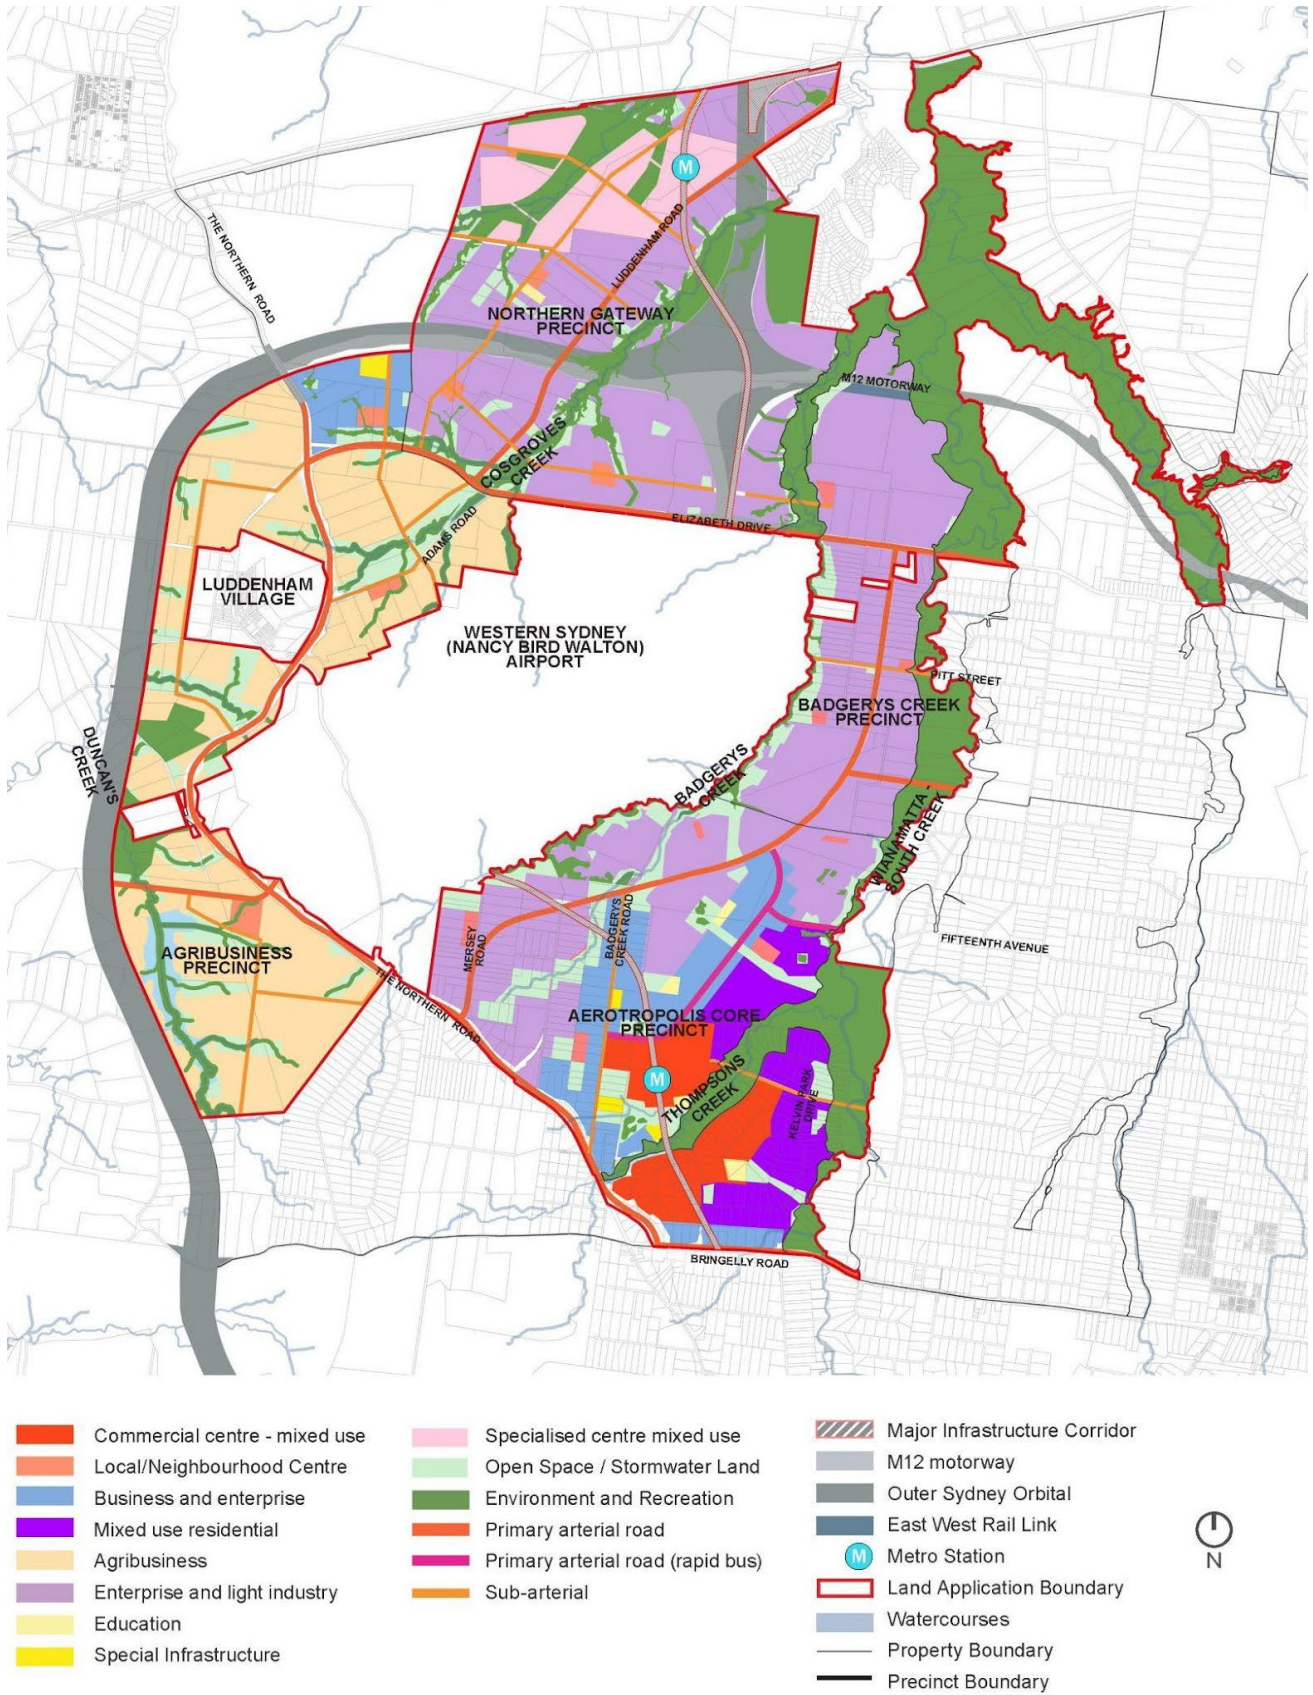 M
THE NORTHERN ROAD
LUDDENHAM ROAD
NORTHERN GATEWAY
PRECINCT
M12 MOTORWAY
COSGROVES
CREEK
ELIZABETH DRIVE
ADAMS ROAD
LUDDENHAM
VILLAGE
WESTERN SYDNEY
(NANCY BIRD WALTON)
AIRPORT
PITT STREET
BADGERYS CREEK
PRECINCT
DUNCAN'S
CREEK
BADGERYS
CREEK
WIANAMATTA -
SOUTH CREEK
AGRIBUSINESS
PRECINCT
MERSEY
ROAD
BADGERYS
CREEK ROAD
FIFTEENTH AVENUE
THE NORTHERN ROAD
AEROTROPOLIS CORE
PRECINCT
M
THOMPSONS
CREEK
KELVIN PARK
DRIVE
BRINGELLY ROAD
Commercial centre - mixed use
Local/Neighbourhood Centre
Business and enterprise
Mixed use residential
Agribusiness
Enterprise and light industry
Education
Special Infrastructure
Specialised centre mixed use
Open Space / Stormwater Land
Environment and Recreation
Primary arterial road
Primary arterial road (rapid bus)
Sub-arterial
Major Infrastructure Corridor
M12 motorway
Outer Sydney Orbital
East West Rail Link
M Metro Station
Land Application Boundary
Watercourses
Property Boundary
Precinct Boundary
N